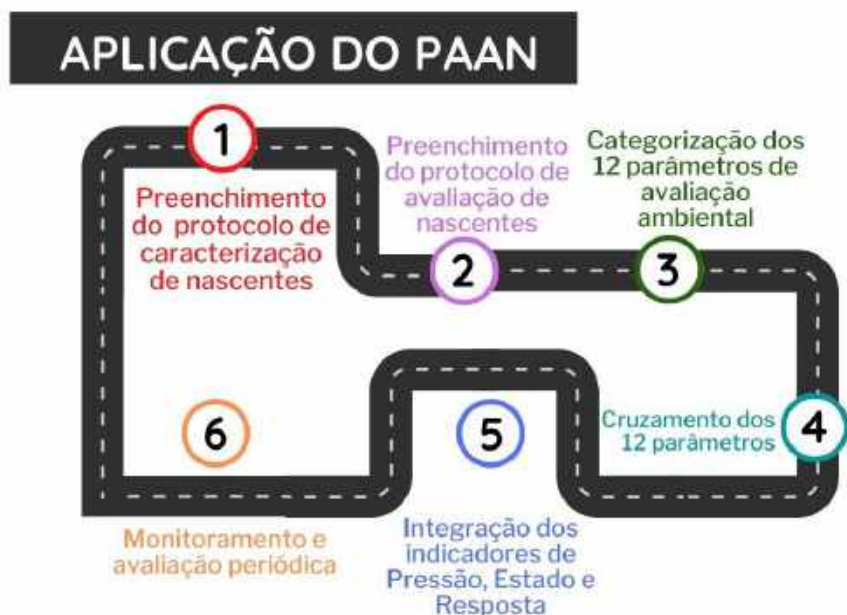 APLICAÇÃO DO PAAN
1
Preenchimento
do protocolo de
caracterização
de nascentes
Preenchimento
do protocolo de
avaliação de
nascentes
2
Categorização dos
12 parâmetros de
avaliação
ambiental
3
Cruzamento dos
12 parâmetros
4
5
Integração dos
indicadores de
Pressão, Estado e
Resposta
6
Monitoramento e
avaliação periódica